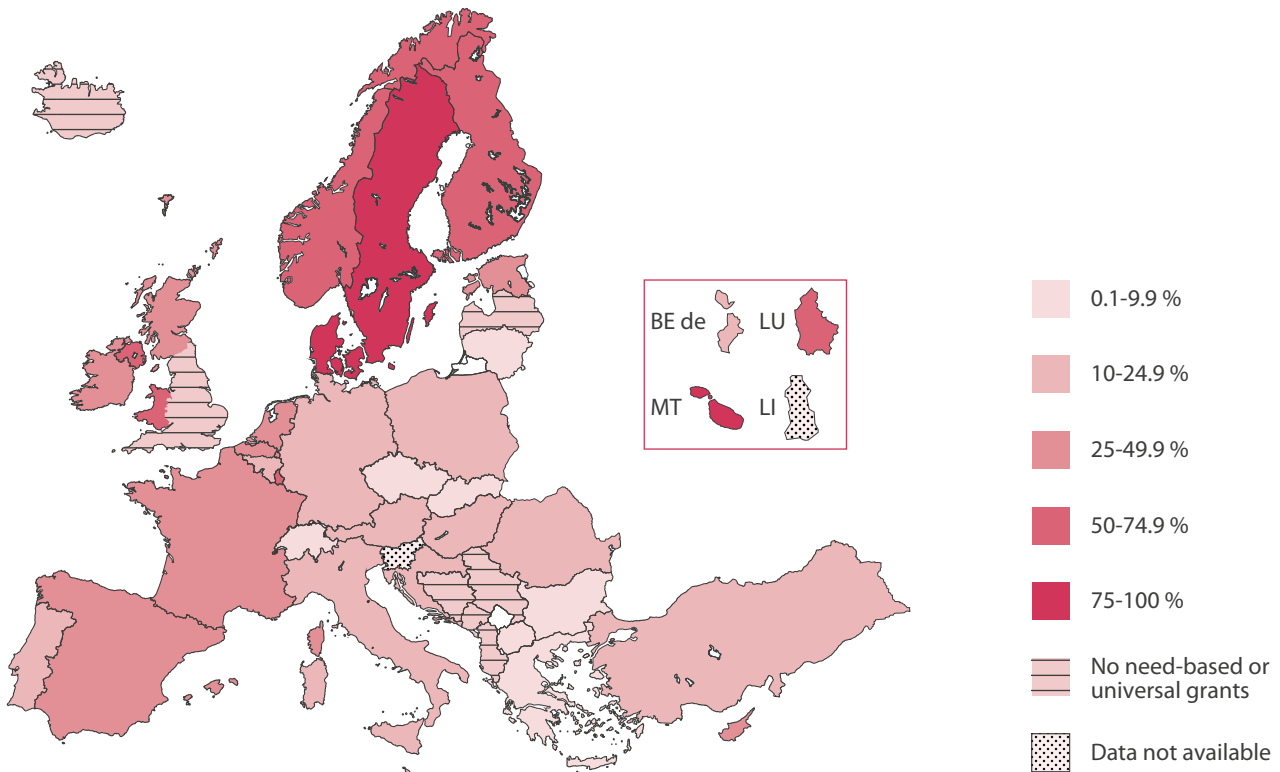 BE de
LU
MT
LI
0.1-9.9 %
10-24.9 %
25-49.9 %
50-74.9 %
75-100 %
No need-based or
universal grants
Data not available